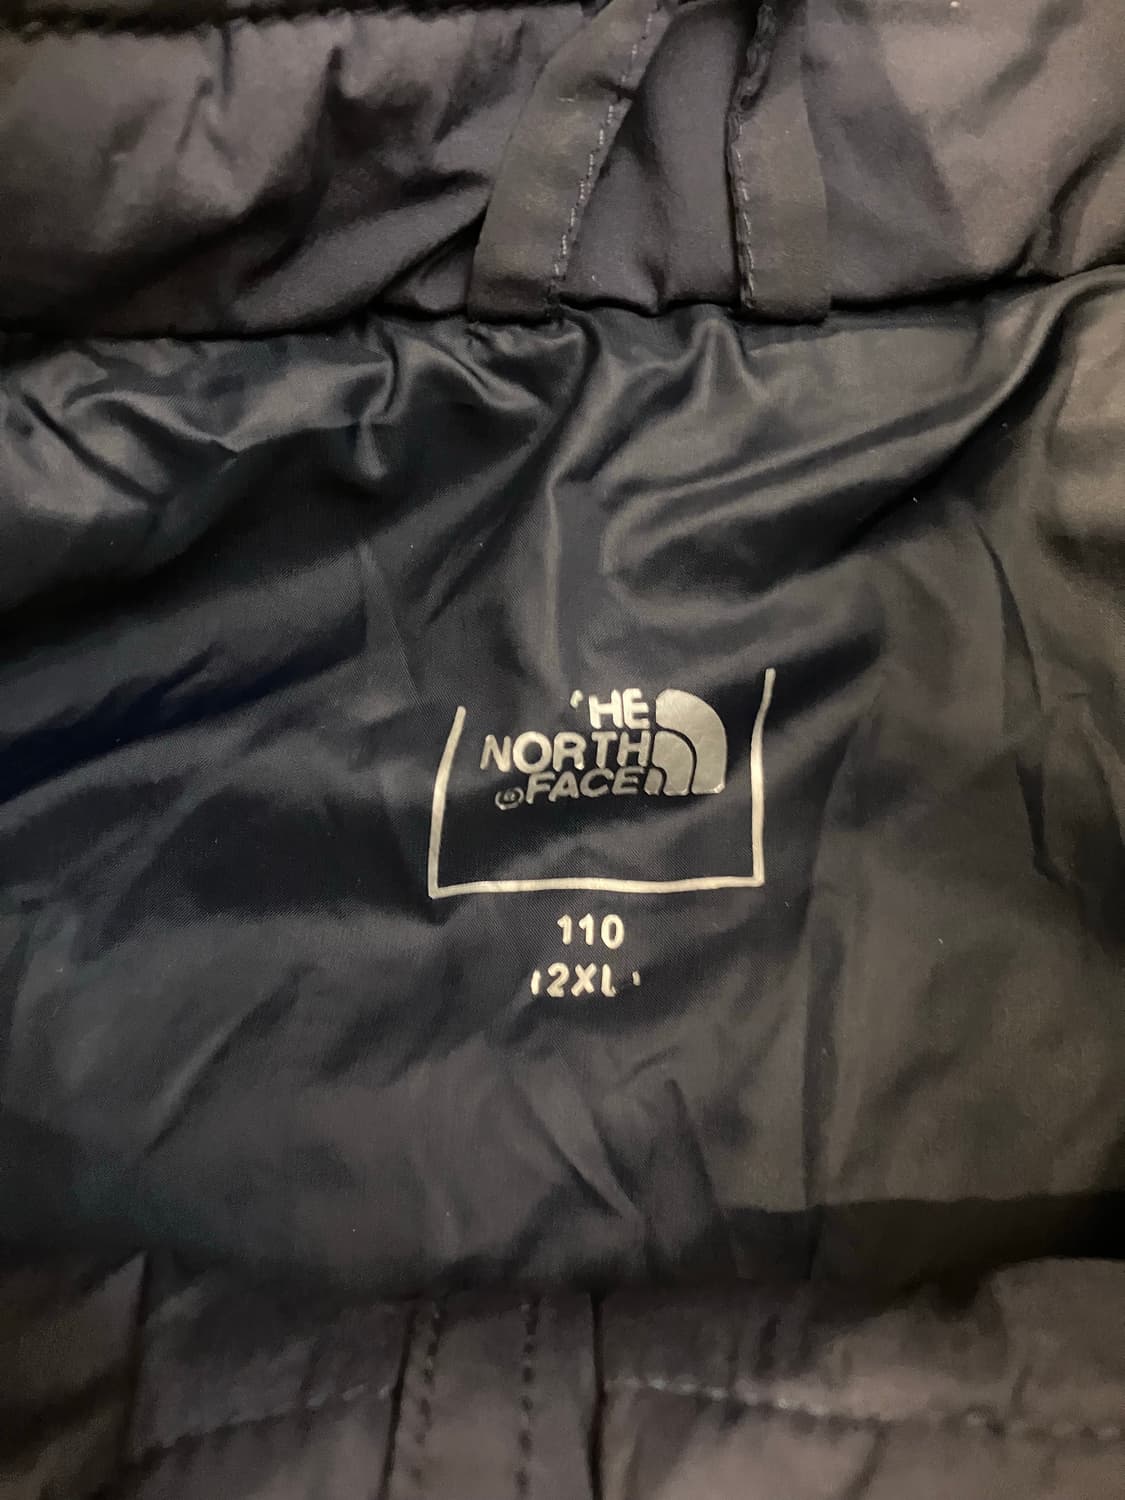 THE
NORTH
FACE
110
(2XL)